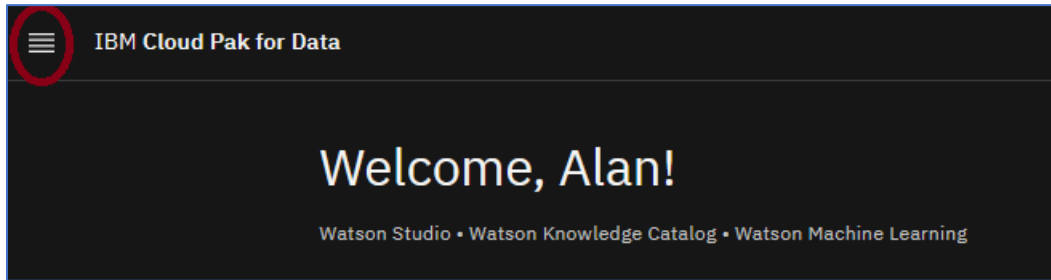 IBM Cloud Pak for Data
Welcome, Alan!
Watson Studio • Watson Knowledge Catalog • Watson Machine Learning